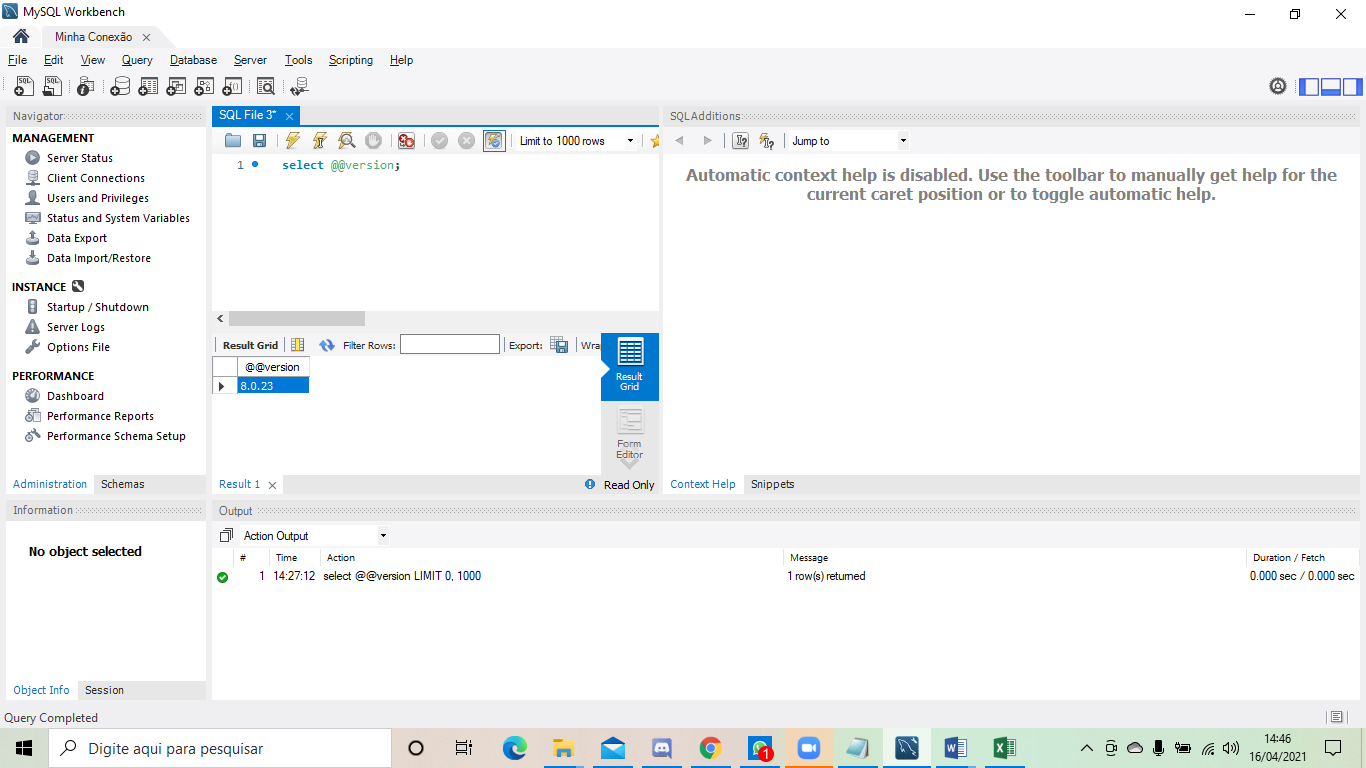 MySQL Workbench
Minha Conexão
File Edit View Query Database Server Tools Scripting Help
Navigator
MANAGEMENT
Server Status
Client Connections
Users and Privileges
Status and System Variables
Data Export
Data Import/Restore
INSTANCE
Startup / Shutdown
Server Logs
Options File
PERFORMANCE
Dashboard
Performance Reports
Performance Schema Setup
Administration Schemas
Information
No object selected
Object Info Session
SQL File 3*
Limit to 1000 rows
1 select @@version;
Result Grid Filter Rows: Export: Wra
@@version
8.0.23
Result
Grid
Form
Editor
Result 1 Read Only
SQLAdditions
Jump to
Automatic context help is disabled. Use the toolbar to manually get help for the
current caret position or to toggle automatic help.
Context Help Snippets
Output
Action Output
# Time Action Message Duration / Fetch
1 14:27:12 select @@version LIMIT 0, 1000 1 row(s) returned 0.000 sec / 0.000 sec
Query Completed
Digite aqui para pesquisar
1
14:46
16/04/2021